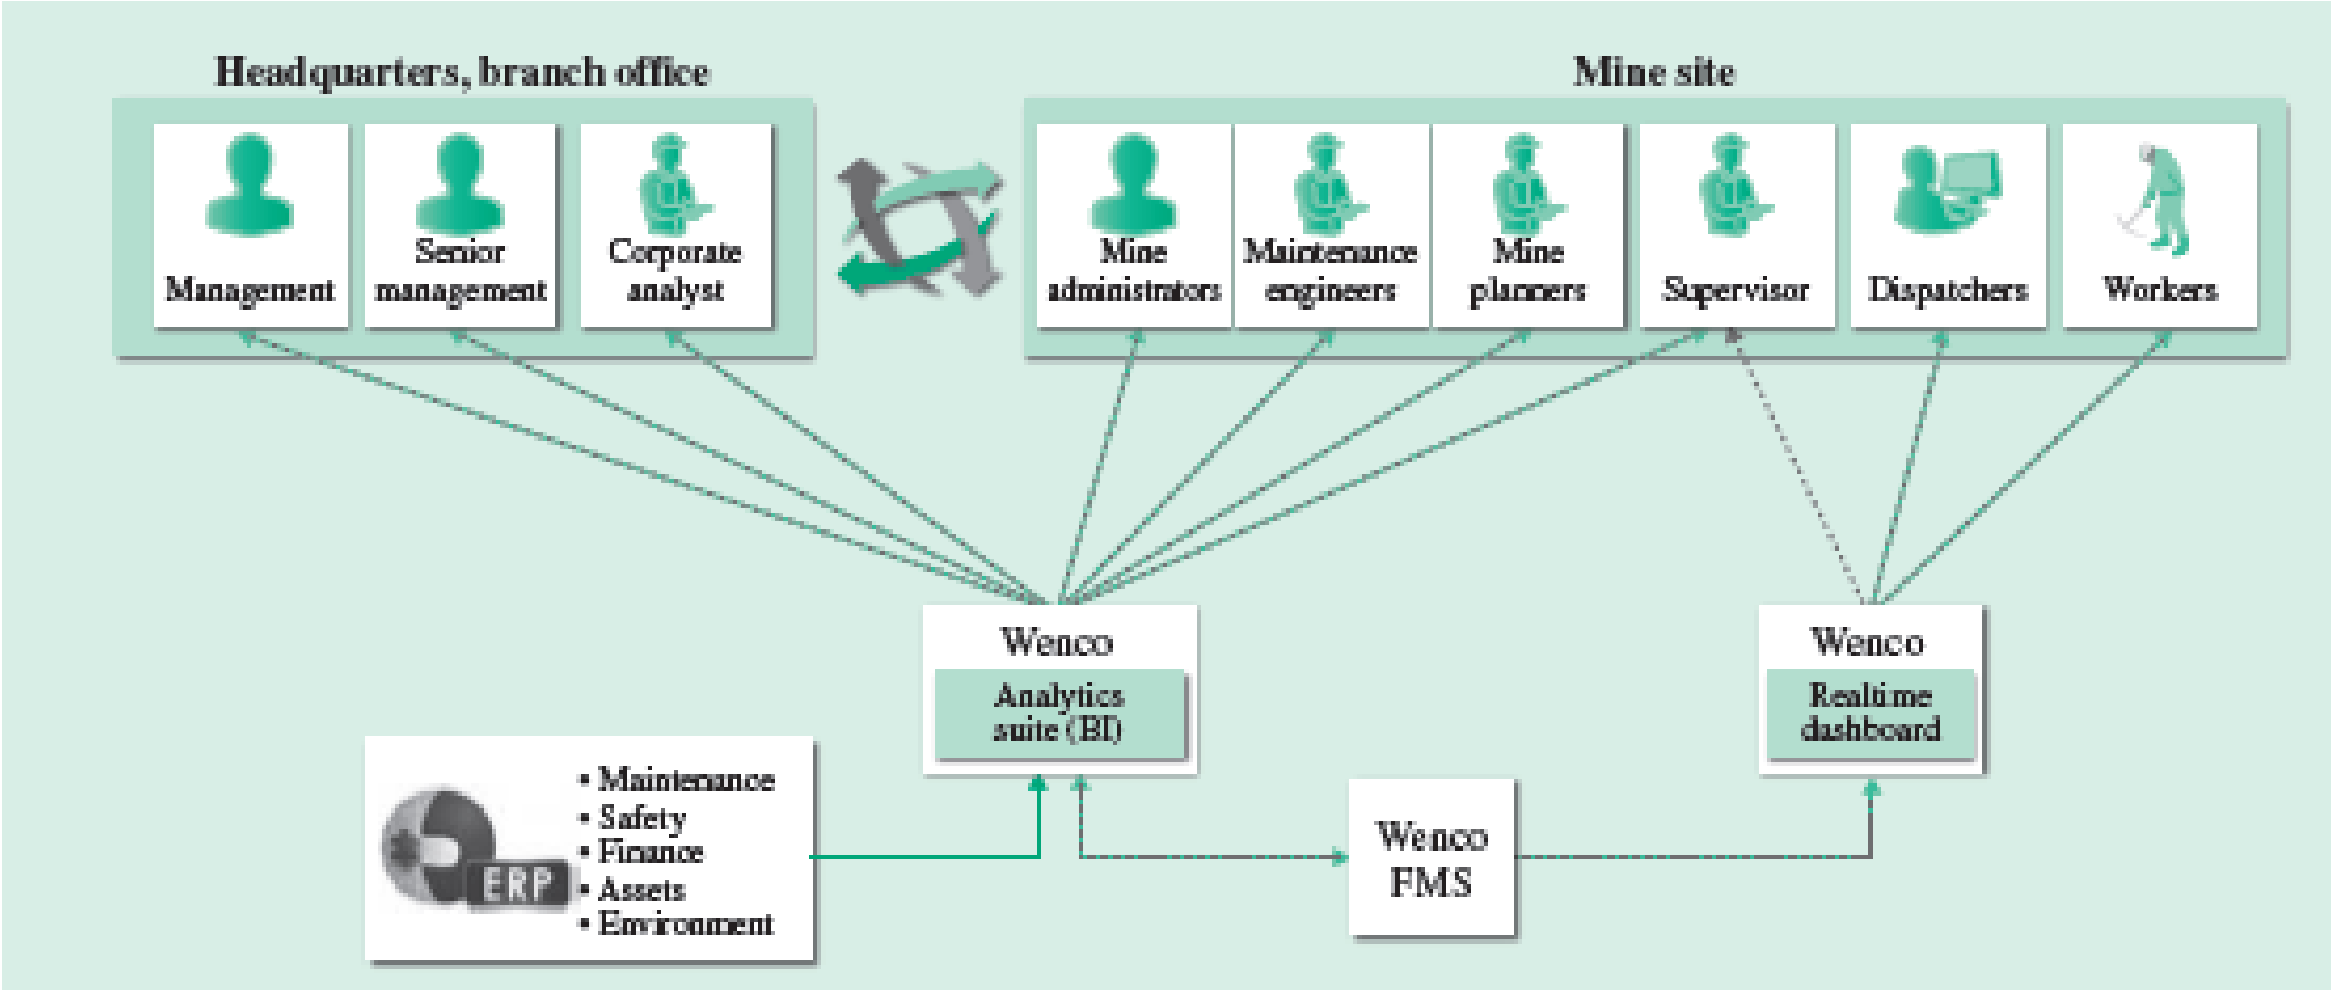 Headquarters, branch office
Mine site
Management
Senior
management
Corporate
analyst
Mine
administrators
Maintenance
engineers
Mine
planners
Supervisor
Dispatchers
Workers
Wenco
Analytics
suite (BI)
Wenco
Realtime
dashboard
ERP
• Maintenance
• Safety
• Finance
• Assets
• Environment
Wenco
FMS